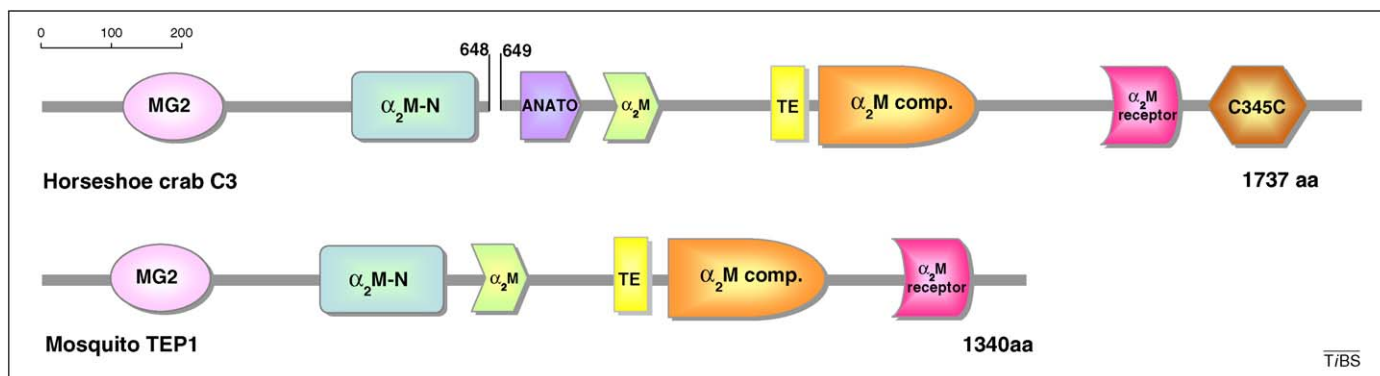 0 100 200
648 649
MG2 α₂M-N ANATO α₂M TE α₂M comp. α₂M receptor C345C
Horseshoe crab C3 1737 aa
MG2 α₂M-N α₂M TE α₂M comp. α₂M receptor
Mosquito TEP1 1340aa
TiBS